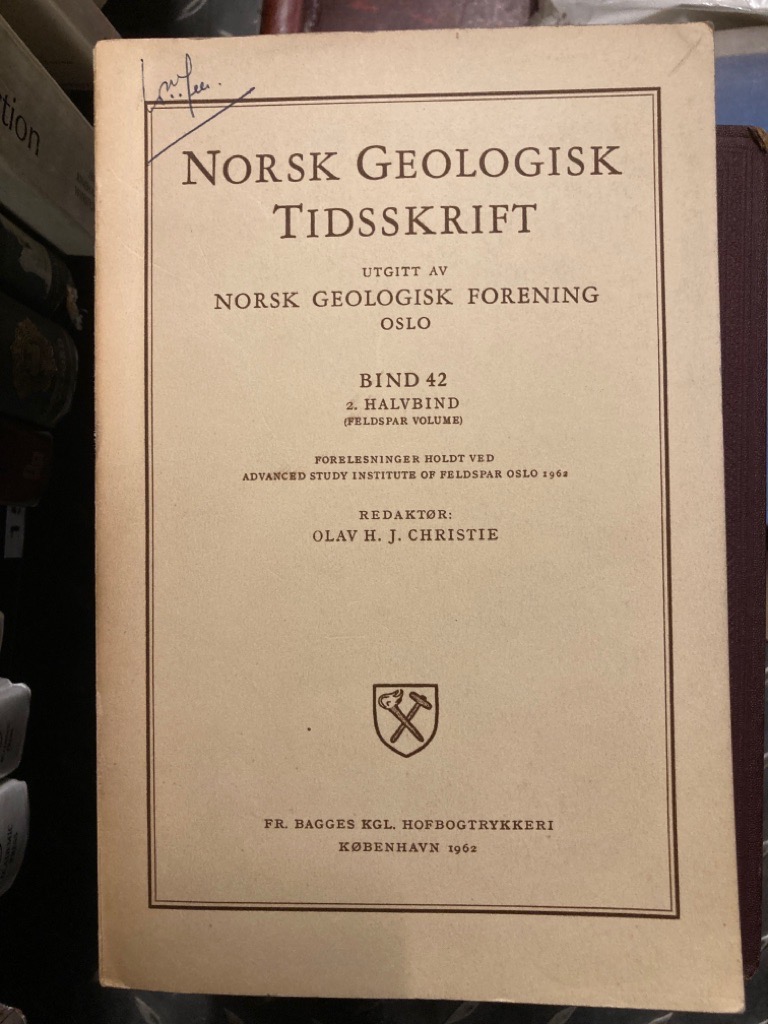 NORSK GEOLOGISK
TIDSSKRIFT
UTGITT AV
NORSK GEOLOGISK FORENING
OSLO
BIND 42
2. HALVBIND
(FELDSPAR VOLUME)
FORELESNINGER HOLDT VED
ADVANCED STUDY INSTITUTE OF FELDSPAR OSLO 1962
REDAKTØR:
OLAV H. J. CHRISTIE
FR. BAGGES KGL. HOFBOGTRYKKERI
KØBENHAVN 1962
tion